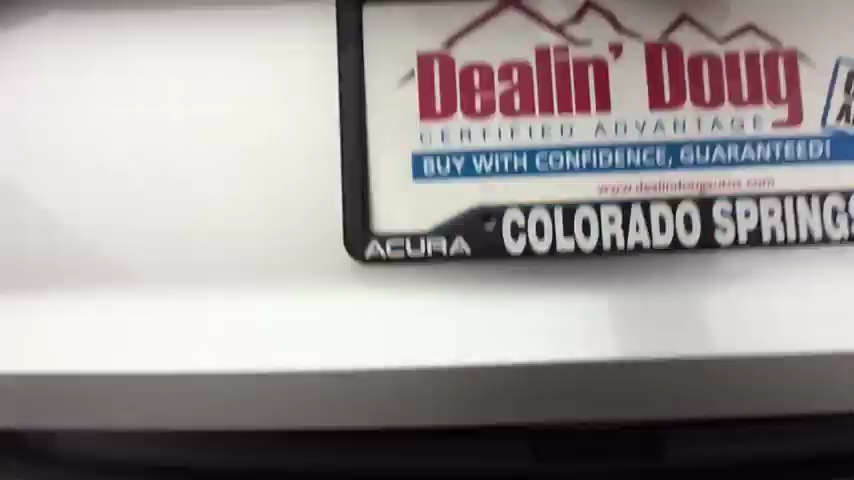 Dealin' Doug
CERTIFIED ADVANTAGE
BUY WITH CONFIDENCE, GUARANTEED!
ACURA COLORADO SPRINGS